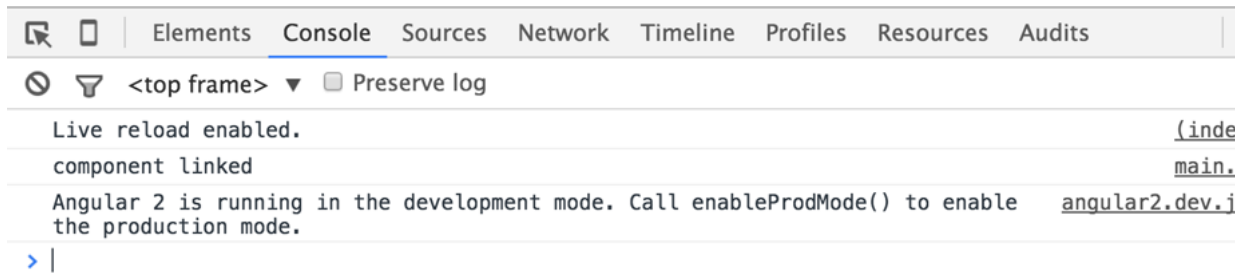 Elements Console Sources Network Timeline Profiles Resources Audits
<top frame> ▼ Preserve log
Live reload enabled. (inde
component linked main.
Angular 2 is running in the development mode. Call enableProdMode() to enable angular2.dev.j
the production mode.
>